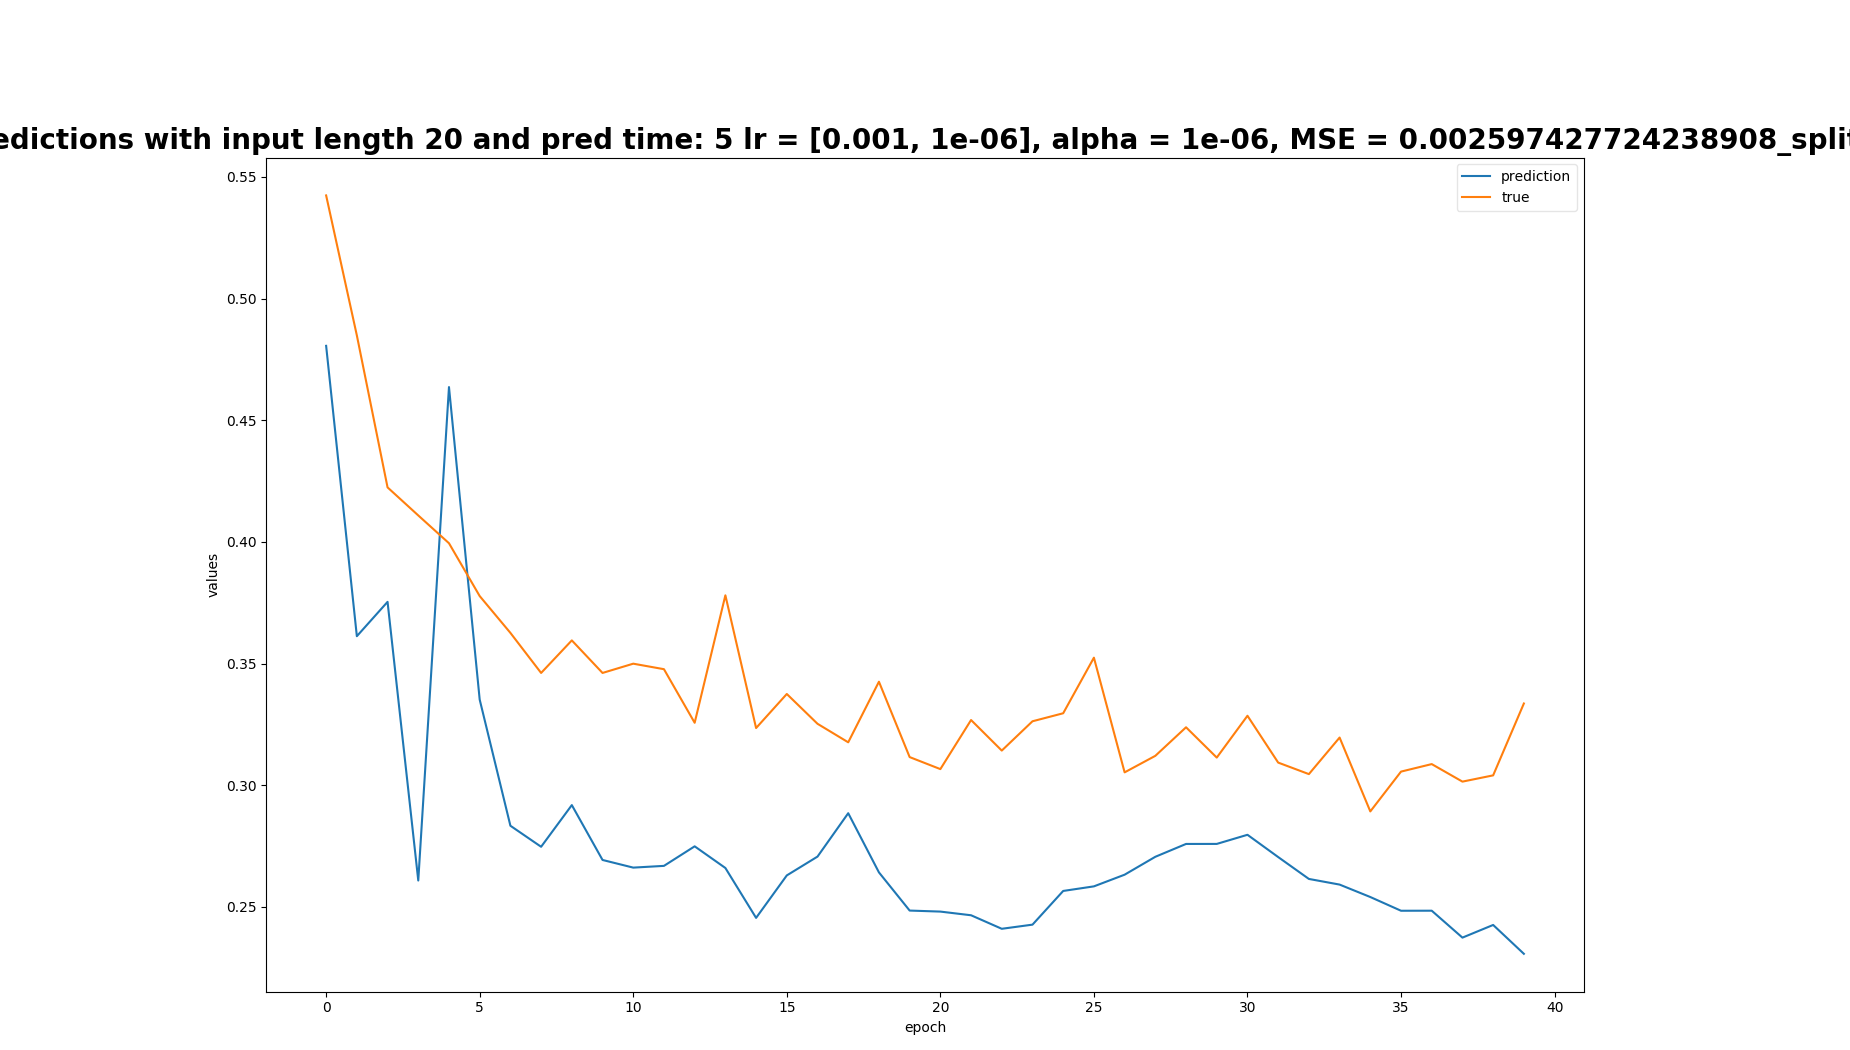 edictions with input length 20 and pred time: 5 lr = [0.001, 1e-06], alpha = 1e-06, MSE = 0.002597427724238908_split
prediction
true
0.55
0.50
0.45
0.40
0.35
0.30
0.25
values
0 5 10 15 20 25 30 35 40
epoch